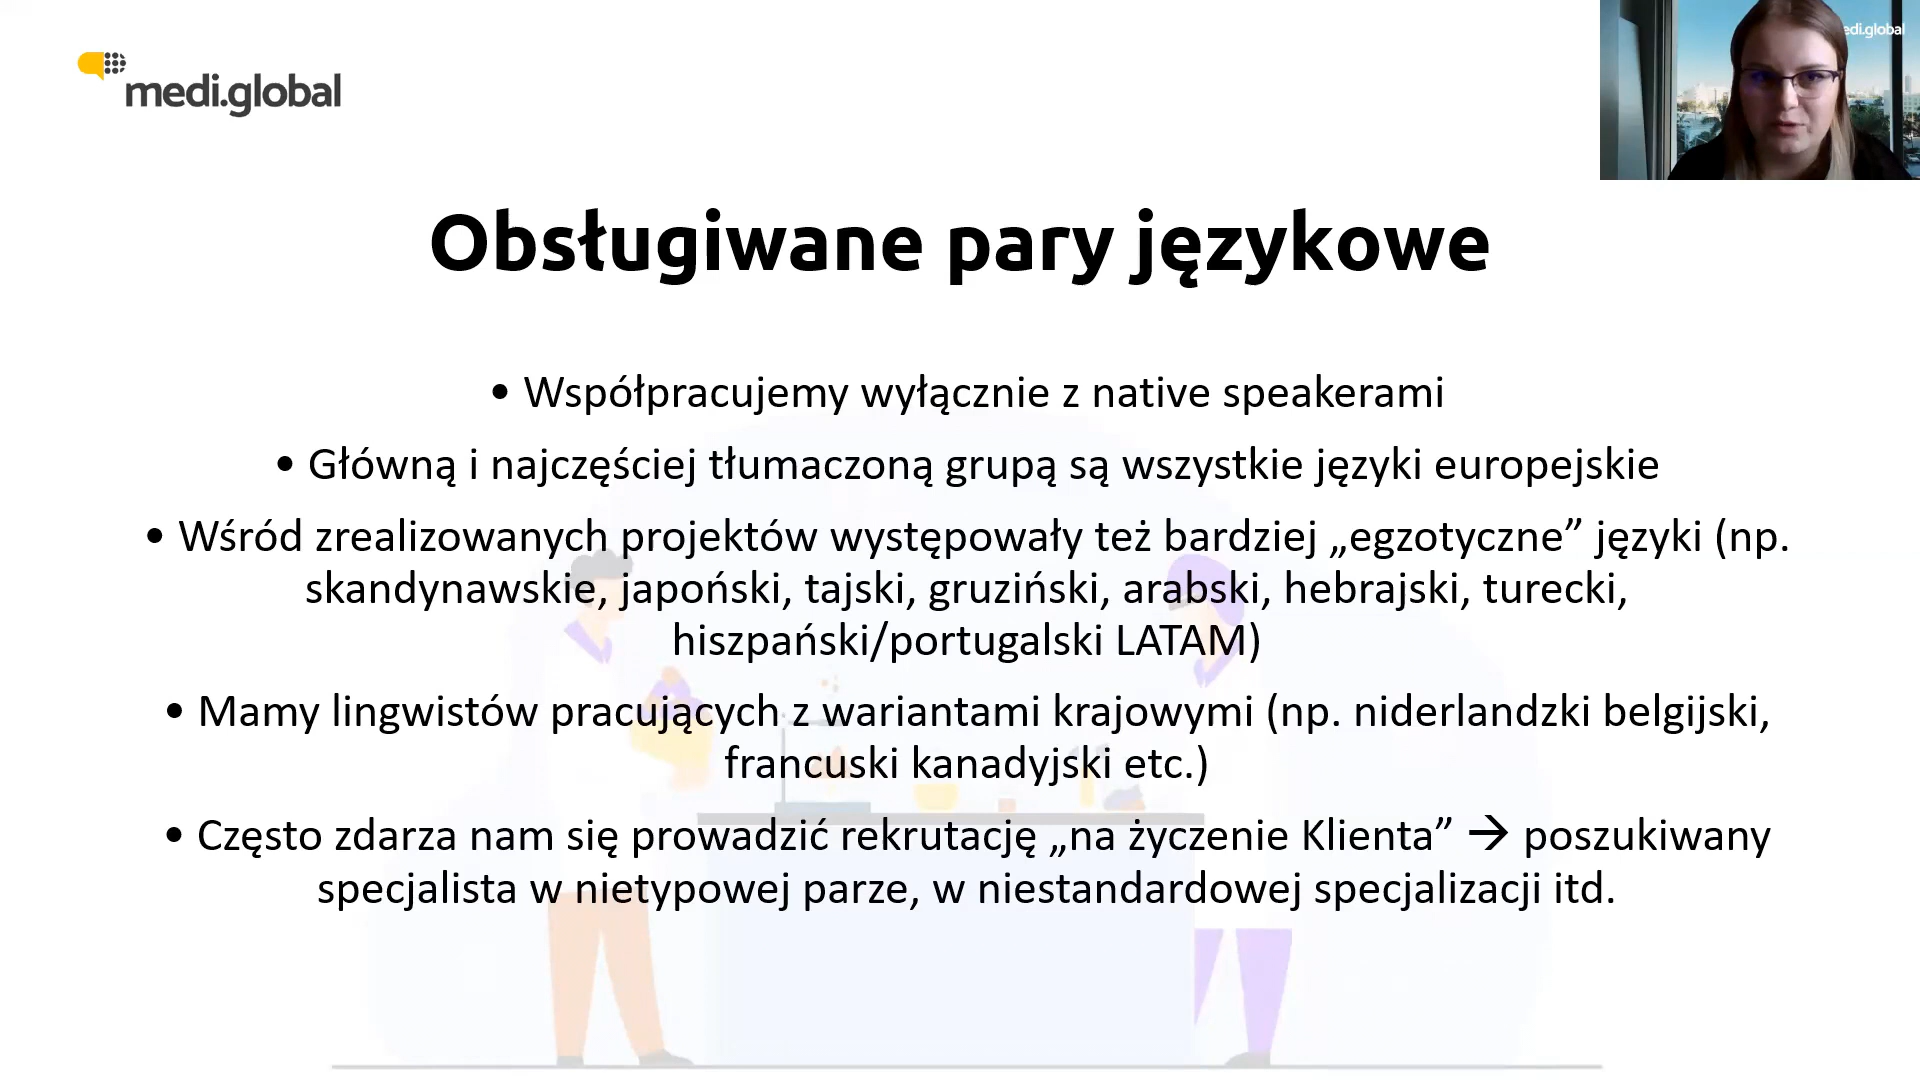 medi.global
edi.global
Obsługiwane pary językowe
• Współpracujemy wyłącznie z native speakerami
• Główną i najczęściej tłumaczoną grupą są wszystkie języki europejskie
• Wśród zrealizowanych projektów występowały też bardziej „egzotyczne” języki (np.
skandynawskie, japoński, tajski, gruziński, arabski, hebrajski, turecki,
hiszpański/portugalski LATAM)
• Mamy lingwistów pracujących z wariantami krajowymi (np. niderlandzki belgijski,
francuski kanadyjski etc.)
• Często zdarza nam się prowadzić rekrutację „na życzenie Klienta” → poszukiwany
specjalista w nietypowej parze, w niestandardowej specjalizacji itd.